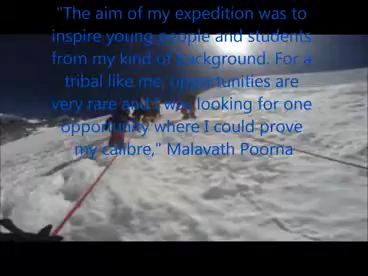 "The aim of my expedition was to
inspire young people and students
from my kind of background. For a
tribal like me, opportunities are
very rare and I was looking for one
opportunity where I could prove
my calibre," Malavath Poorna